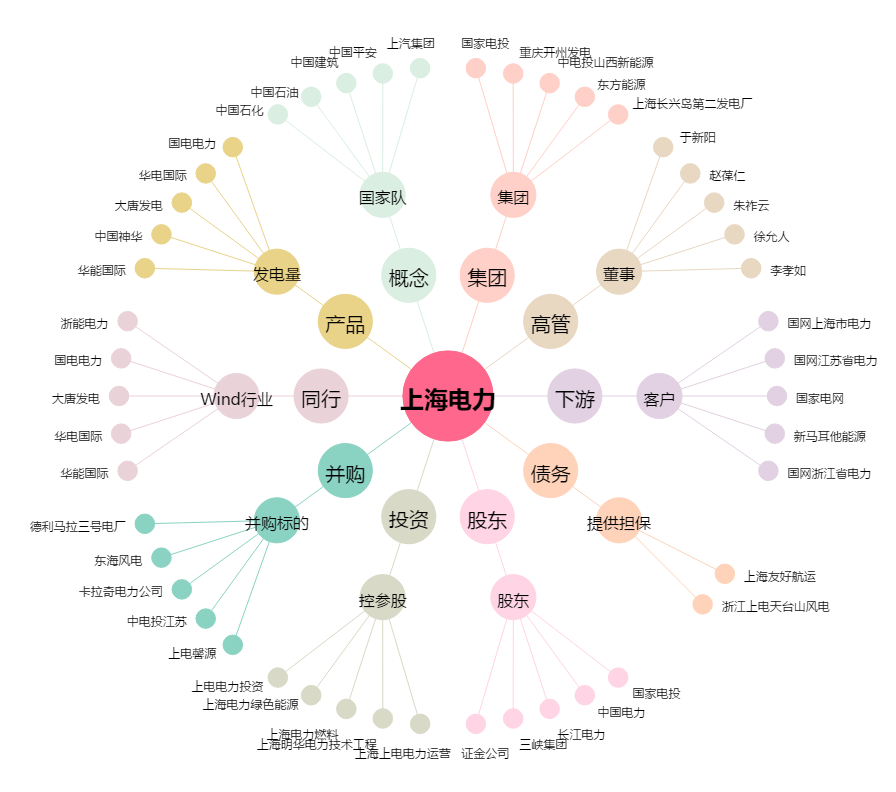 上汽集团
中国平安
中国建筑
中国石油
中国石化
国家队
概念
国家电投
重庆开州发电
中电投山西新能源
东方能源
上海长兴岛第二发电厂
集团
集团
于新阳
赵葆仁
朱祚云
徐允人
李孝如
董事
高管
国电电力
华电国际
大唐发电
中国神华
华能国际
发电量
产品
浙能电力
国电电力
大唐发电
华电国际
华能国际
Wind行业
同行
上海电力
下游
客户
国网上海市电力
国网江苏省电力
国家电网
新马耳他能源
国网浙江省电力
并购
并购标的
德利马拉三号电厂
东海风电
卡拉奇电力公司
中电投江苏
上电馨源
投资
控参股
上电电力投资
上海电力绿色能源
上海电力燃料
上海明华电力技术工程
上海上电电力运营
股东
股东
国家电投
中国电力
长江电力
三峡集团
证金公司
债务
提供担保
上海友好航运
浙江上电天台山风电